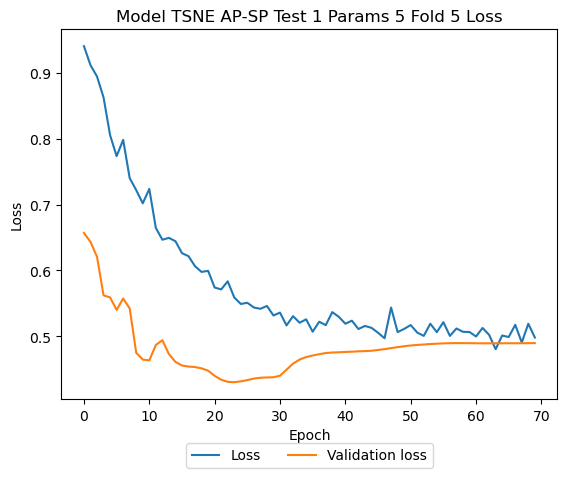 Model TSNE AP-SP Test 1 Params 5 Fold 5 Loss
0.9
0.8
0.7
0.6
0.5
Loss
0 10 20 30 40 50 60 70
Epoch
Loss Validation loss